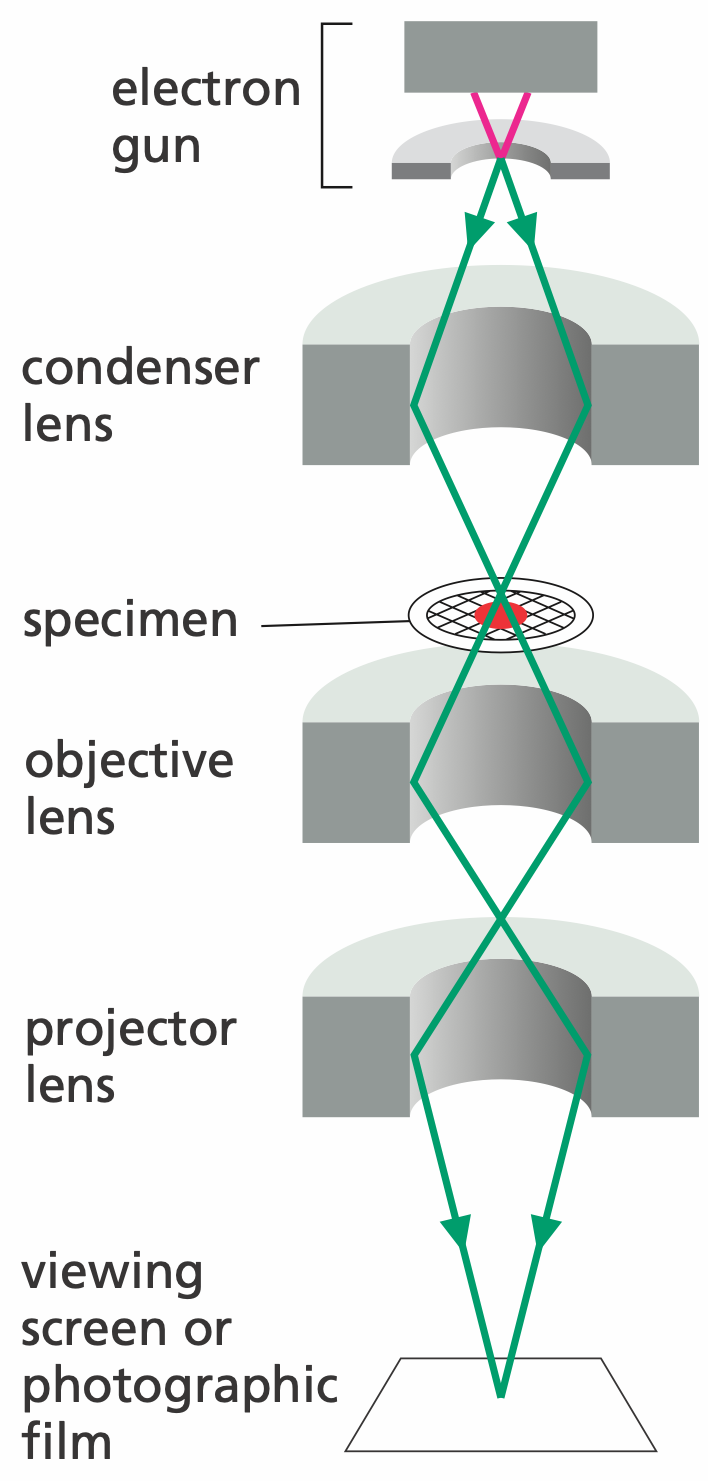 electron
gun
condenser
lens
specimen
objective
lens
projector
lens
viewing
screen or
photographic
film